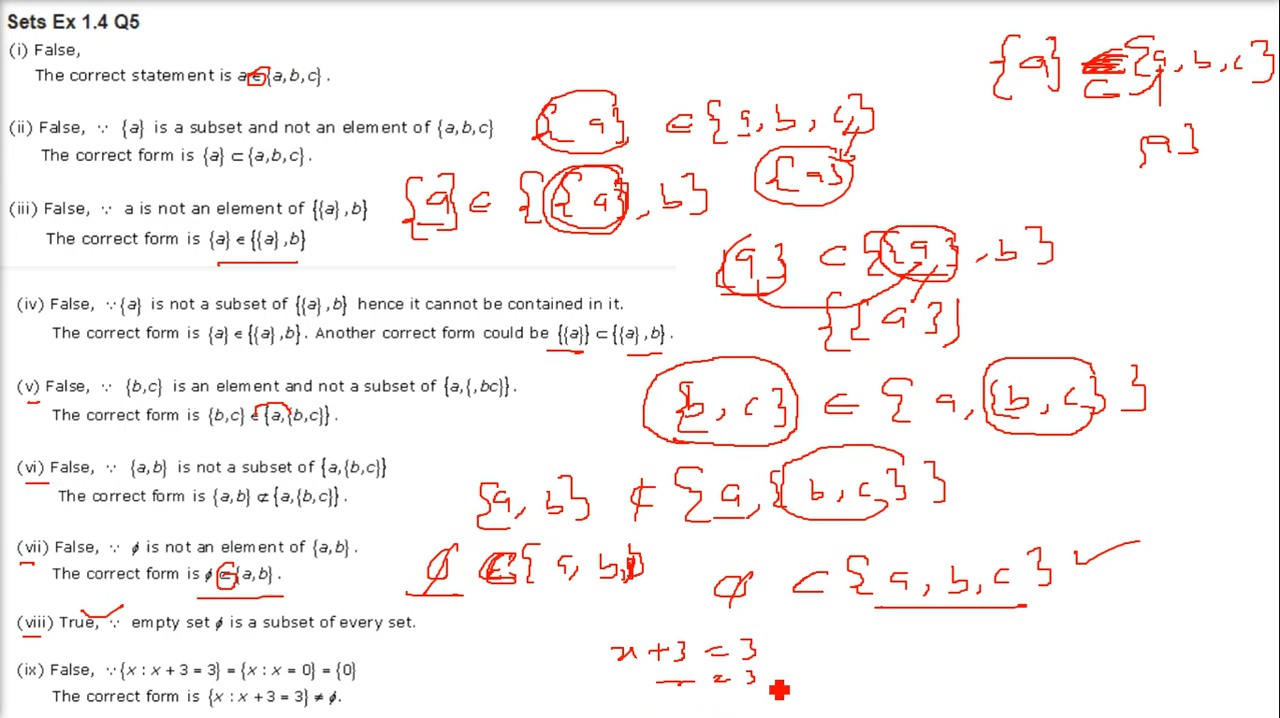 Sets Ex 1.4 Q5
(i) False,
The correct statement is a ∈ {a,b,c}.
{a} ⊂ {a, b, c}
{a}
(ii) False, ∵ {a} is a subset and not an element of {a,b,c}
The correct form is {a} ⊂ {a,b,c}.
{a} ⊂ {a, b, c}
{a}
(iii) False, ∵ a is not an element of {{a},b}
The correct form is {a} ϵ {{a},b}
{a} ∈ {{a}, b}
{a} ⊂ {{a}, b}
{{a}}
(iv) False, ∵ {a} is not a subset of {{a},b} hence it cannot be contained in it.
The correct form is {a} ϵ {{a},b}. Another correct form could be {{a}} ⊂ {{a},b}.
(v) False, ∵ {b,c} is an element and not a subset of {a,{,bc}}.
The correct form is {b,c} ϵ {a,{b,c}}.
{b, c} ∈ {a, {b, c}}
(vi) False, ∵ {a,b} is not a subset of {a,{b,c}}
The correct form is {a,b} ⊄ {a,{b,c}}.
{a, b} ⊄ {a, {b, c}}
(vii) False, ∵ ϕ is not an element of {a,b}.
The correct form is ϕ ⊂ {a,b}.
ϕ ⊂ {a, b,
ϕ ⊂ {a, b, c}
(viii) True, ∵ empty set ϕ is a subset of every set.
x + 3 = 3
= 3
(ix) False, ∵ {x : x + 3 = 3} = {x : x = 0} = {0}
The correct form is {x : x + 3 = 3} ≠ ϕ.